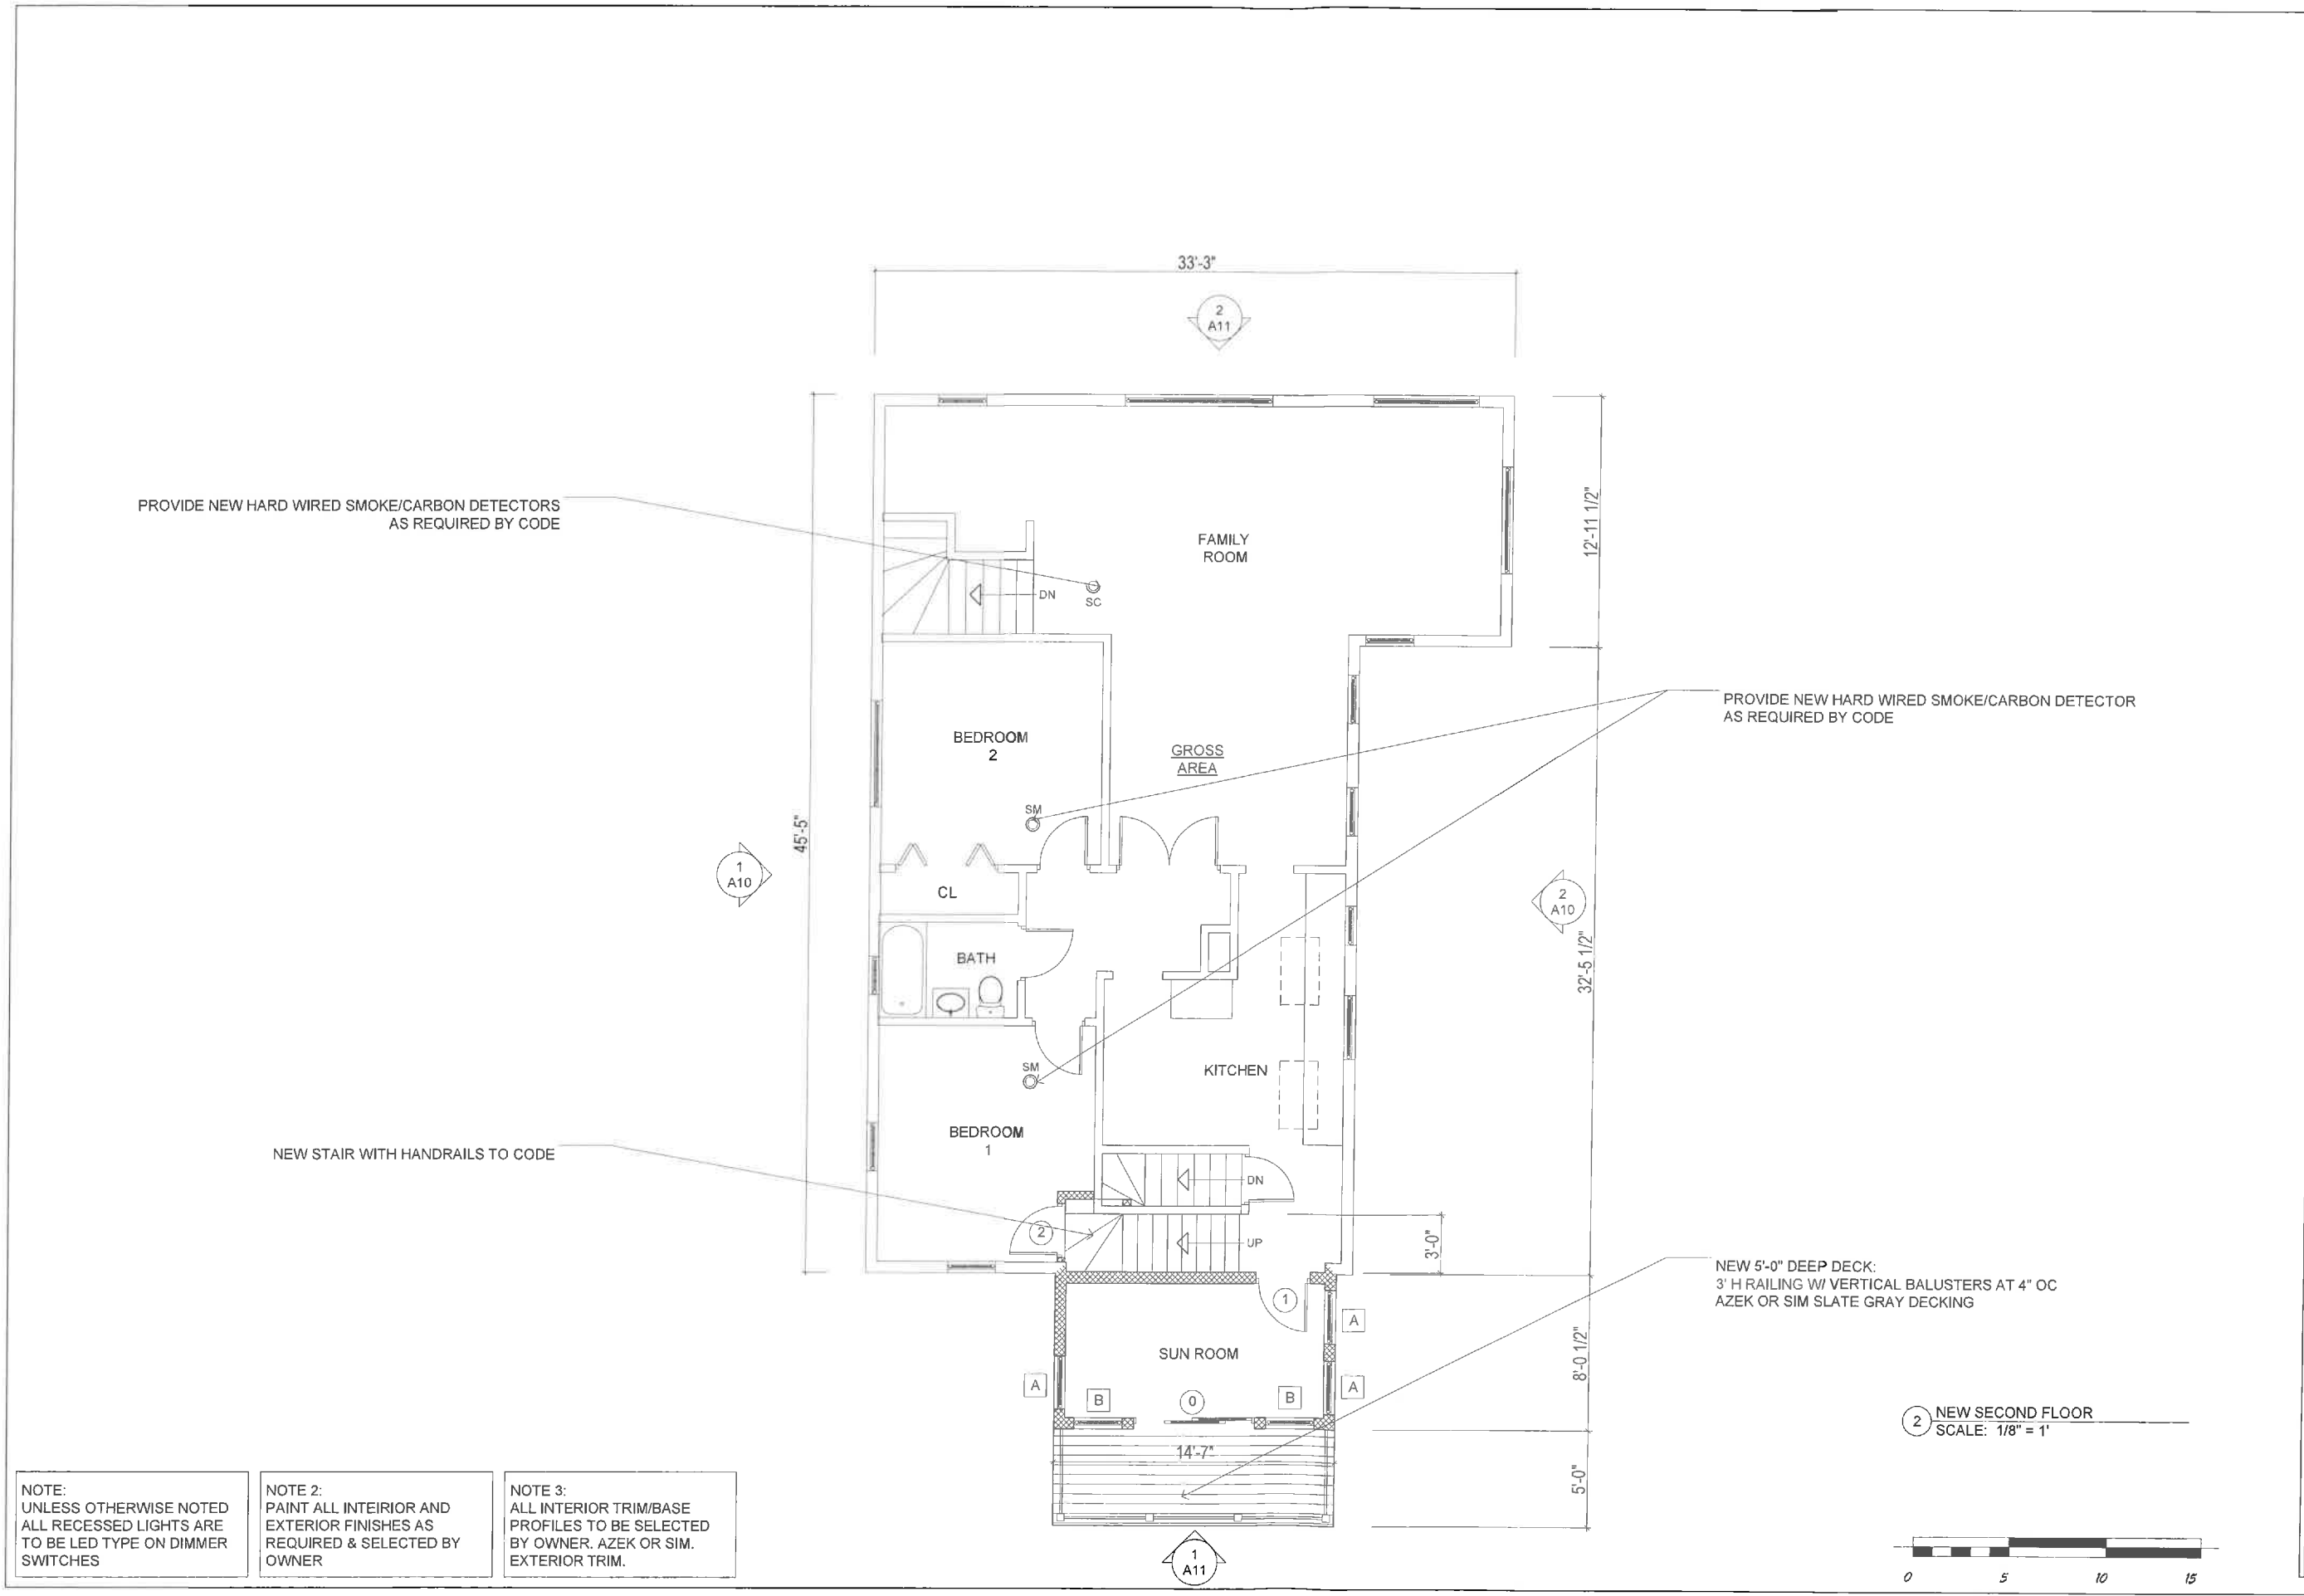 33'-3"
2
A11
PROVIDE NEW HARD WIRED SMOKE/CARBON DETECTORS
AS REQUIRED BY CODE
FAMILY
ROOM
12'-11 1/2"
DN
SC
PROVIDE NEW HARD WIRED SMOKE/CARBON DETECTOR
AS REQUIRED BY CODE
BEDROOM
2
GROSS
AREA
SM
45'-5"
1
A10
CL
2
A10
BATH
32'-5 1/2"
SM
KITCHEN
BEDROOM
1
NEW STAIR WITH HANDRAILS TO CODE
DN
2
UP
3'-0"
NEW 5'-0" DEEP DECK:
3' H RAILING W/ VERTICAL BALUSTERS AT 4" OC
AZEK OR SIM SLATE GRAY DECKING
1
A
SUN ROOM
8'-0 1/2"
A
A
B
0
B
2
NEW SECOND FLOOR
SCALE: 1/8" = 1'
14'-7"
5'-0"
NOTE:
UNLESS OTHERWISE NOTED
ALL RECESSED LIGHTS ARE
TO BE LED TYPE ON DIMMER
SWITCHES
NOTE 2:
PAINT ALL INTEIRIOR AND
EXTERIOR FINISHES AS
REQUIRED & SELECTED BY
OWNER
NOTE 3:
ALL INTERIOR TRIM/BASE
PROFILES TO BE SELECTED
BY OWNER. AZEK OR SIM.
EXTERIOR TRIM.
1
A11
0 5 10 15